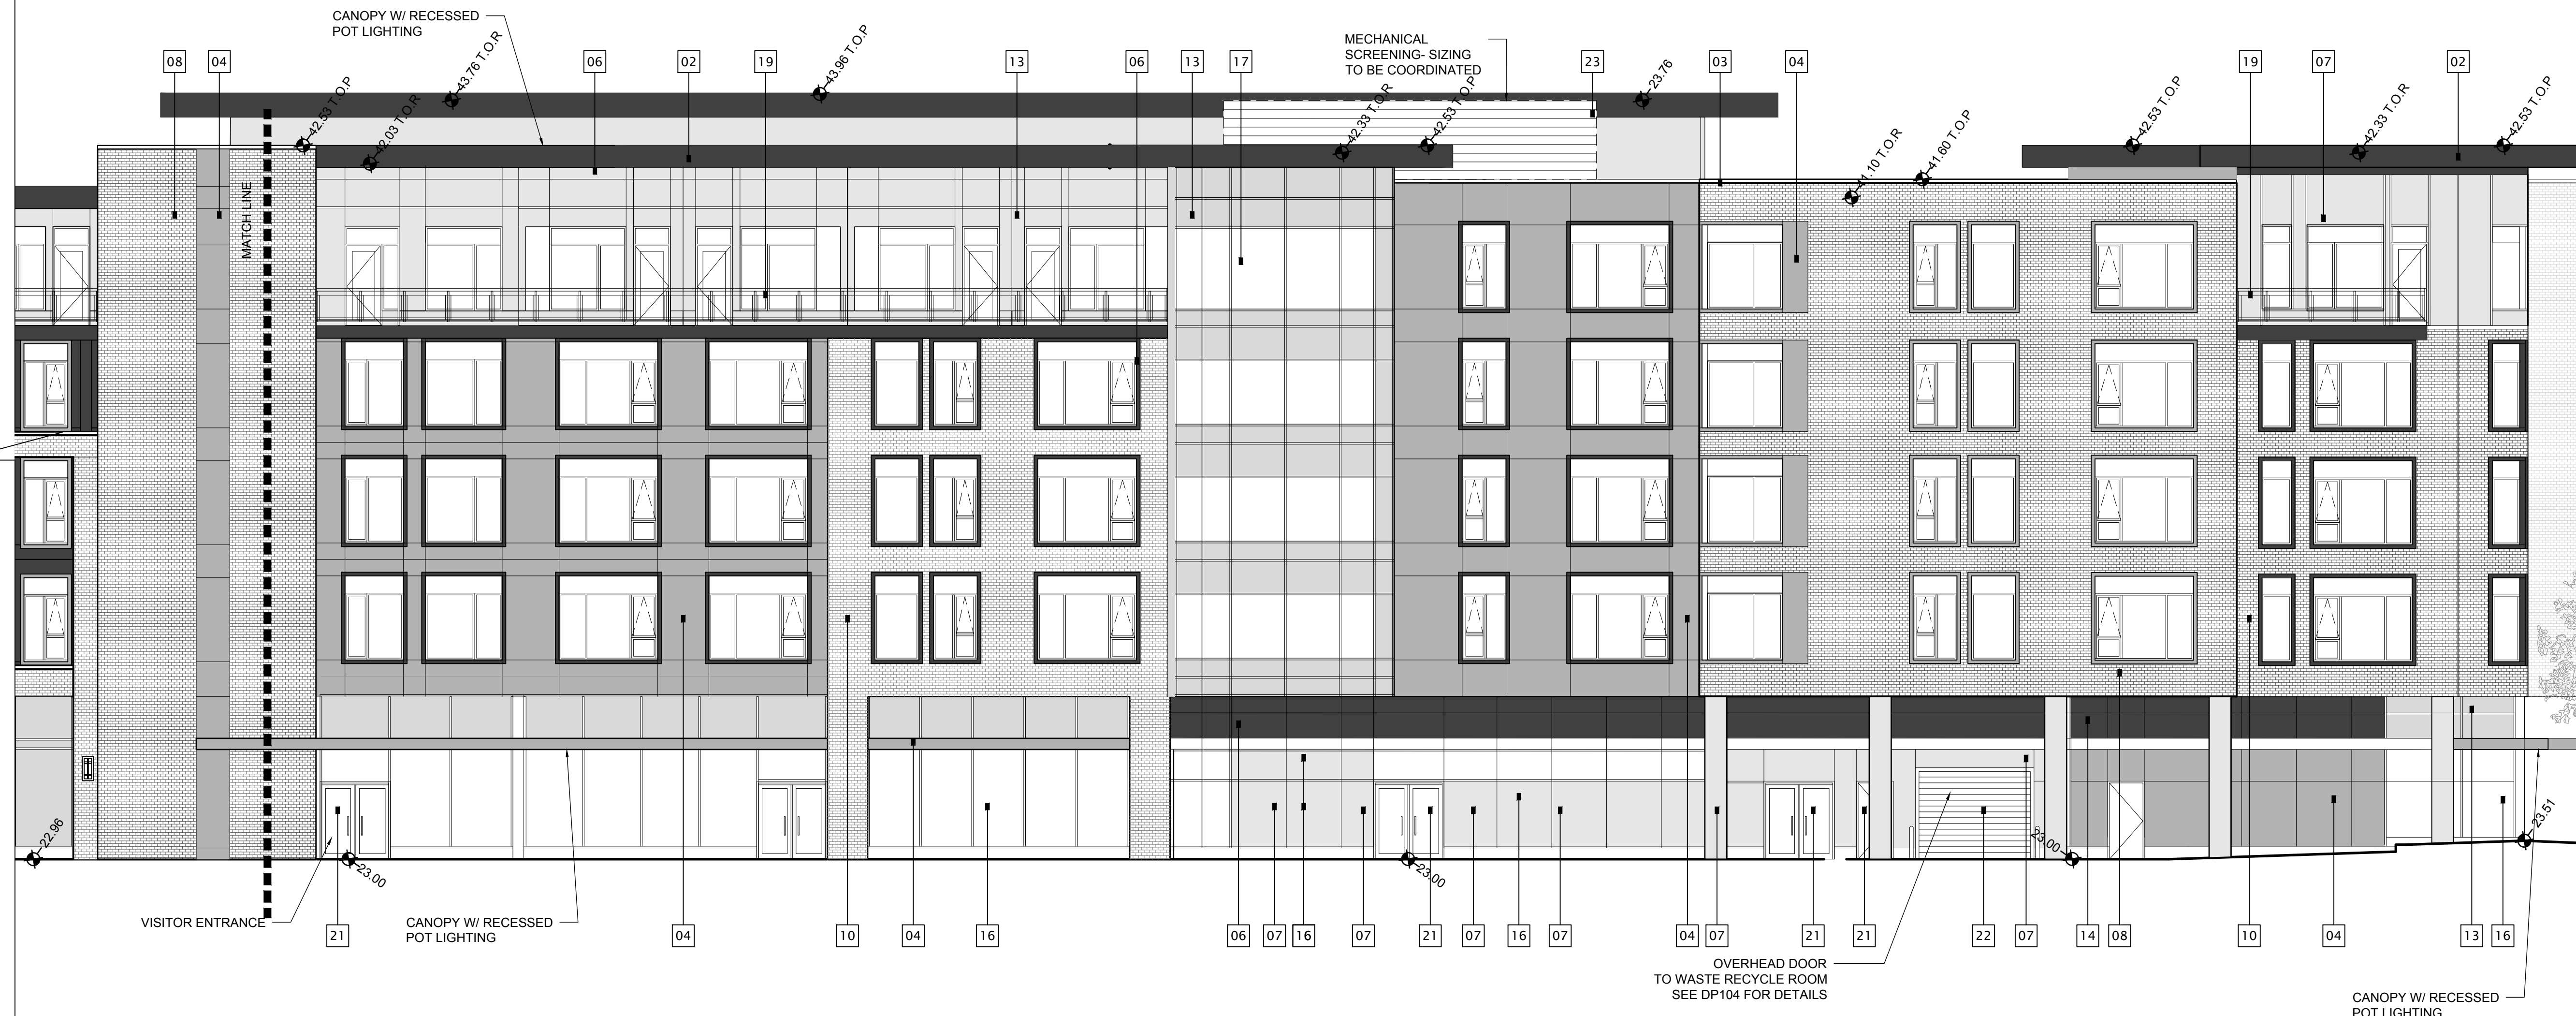 CANOPY W/ RECESSED
POT LIGHTING
MECHANICAL
SCREENING- SIZING
TO BE COORDINATED
08
04
06
02
19
13
06
13
17
23
03
04
19
07
02
42.53 T.O.P
43.76 T.O.R
42.03 T.O.R
43.96 T.O.P
42.33 T.O.R
42.53 T.O.P
23.76
41.10 T.O.R
41.60 T.O.P
42.53 T.O.P
42.33 T.O.R
42.53 T.O.P
MATCH LINE
22.96
23.00
23.00
23.00
23.51
VISITOR ENTRANCE
21
CANOPY W/ RECESSED
POT LIGHTING
04
10
04
16
06
07
16
07
21
07
16
07
04
07
21
21
22
07
14
08
10
04
13
16
OVERHEAD DOOR
TO WASTE RECYCLE ROOM
SEE DP104 FOR DETAILS
CANOPY W/ RECESSED
POT LIGHTING